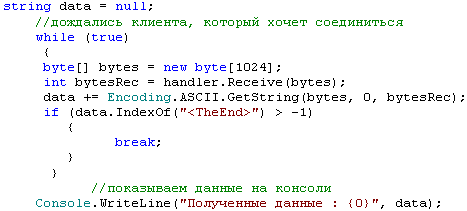 string data = null;
//дождались клиента, который хочет соединиться
while (true)
{
byte[] bytes = new byte[1024];
int bytesRec = handler.Receive(bytes);
data += Encoding.ASCII.GetString(bytes, 0, bytesRec);
if (data.IndexOf("<TheEnd>") > -1)
{
break;
}
}
//показываем данные на консоли
Console.WriteLine("Полученные данные : {0}", data);